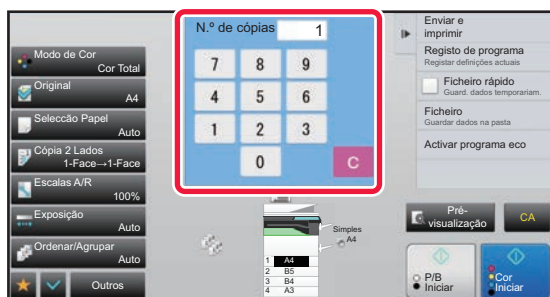 Modo de Cor
Cor Total
Original
A4
Seleccão Papel
Auto
Cópia 2 Lados
1-Face→1-Face
Escalas A/R
100%
Exposição
Auto
Ordenar/Agrupar
Auto
Outros
N.º de cópias 1
7 8 9
4 5 6
1 2 3
0 C
Simples
A4
1 A4
2 B5
3 B4
4 A3
Enviar e
imprimir
Registo de programa
Registar definições actuais
Ficheiro rápido
Guard. dados temporariam.
Ficheiro
Guardar dados na pasta
Activar programa eco
Pré-
visualização
CA
P/B
Iniciar
Cor
Iniciar